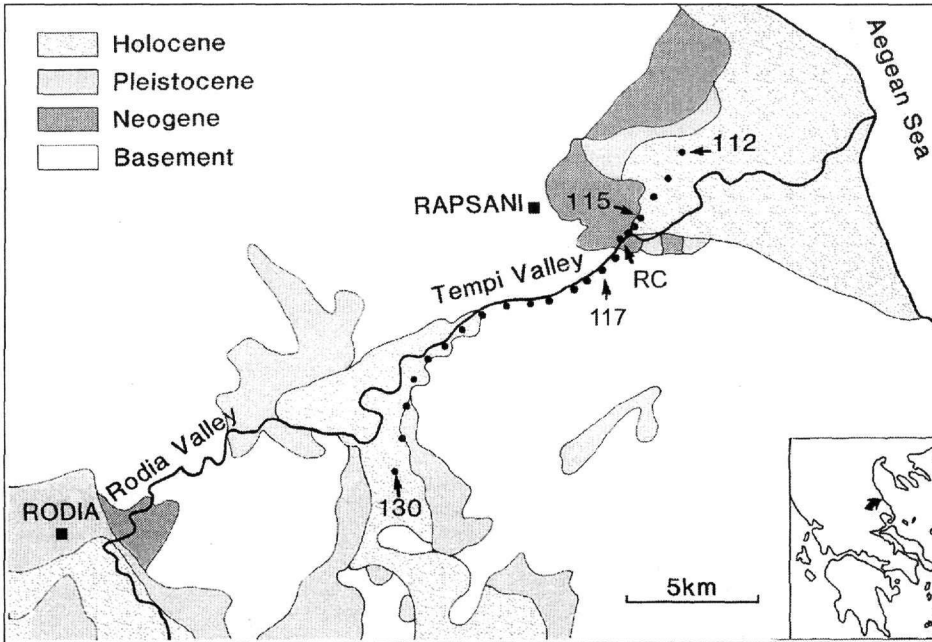 Holocene
Pleistocene
Neogene
Basement
Aegean Sea
112
RAPSANI
115
Tempi Valley
RC
117
Rodia Valley
130
RODIA
5km